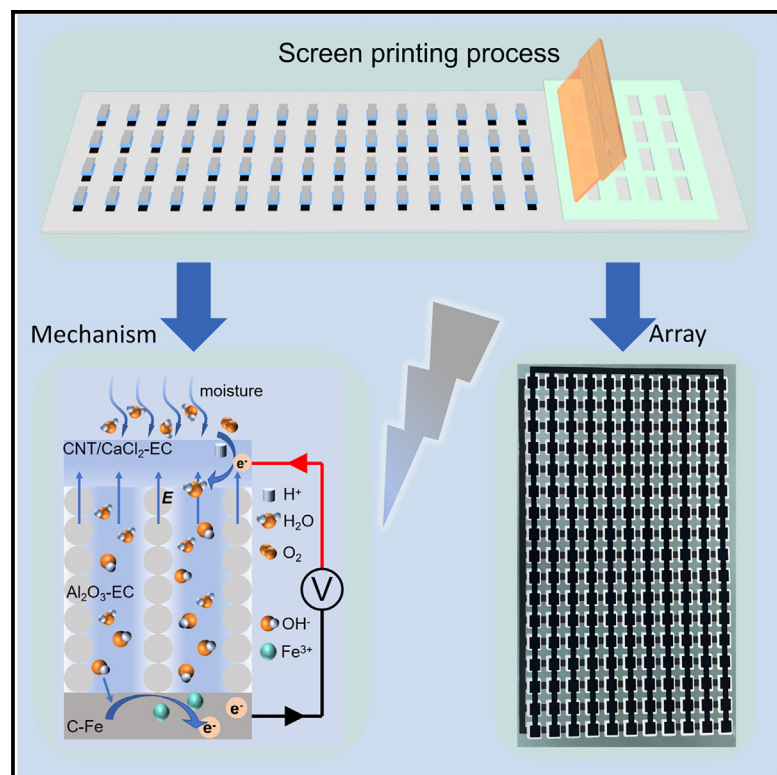 Screen printing process
Mechanism
Array
moisture
CNT/CaCl₂-EC
e⁻
E
H⁺
H₂O
O₂
V
Al₂O₃-EC
OH⁻
Fe³⁺
C-Fe
e⁻
e⁻